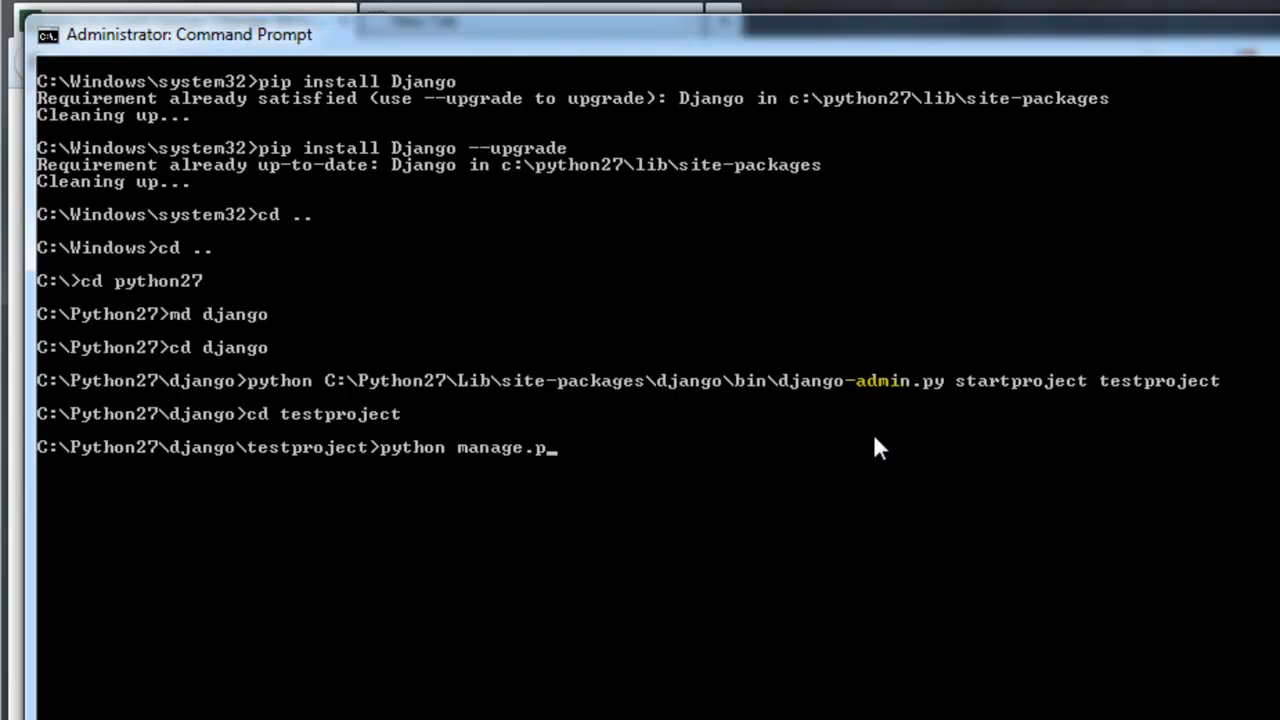 Administrator: Command Prompt
C:\Windows\system32>pip install Django
Requirement already satisfied (use --upgrade to upgrade): Django in c:\python27\lib\site-packages
Cleaning up...
C:\Windows\system32>pip install Django --upgrade
Requirement already up-to-date: Django in c:\python27\lib\site-packages
Cleaning up...
C:\Windows\system32>cd ..
C:\Windows>cd ..
C:\>cd python27
C:\Python27>md django
C:\Python27>cd django
C:\Python27\django>python C:\Python27\Lib\site-packages\django\bin\django-admin.py startproject testproject
C:\Python27\django>cd testproject
C:\Python27\django\testproject>python manage.p_